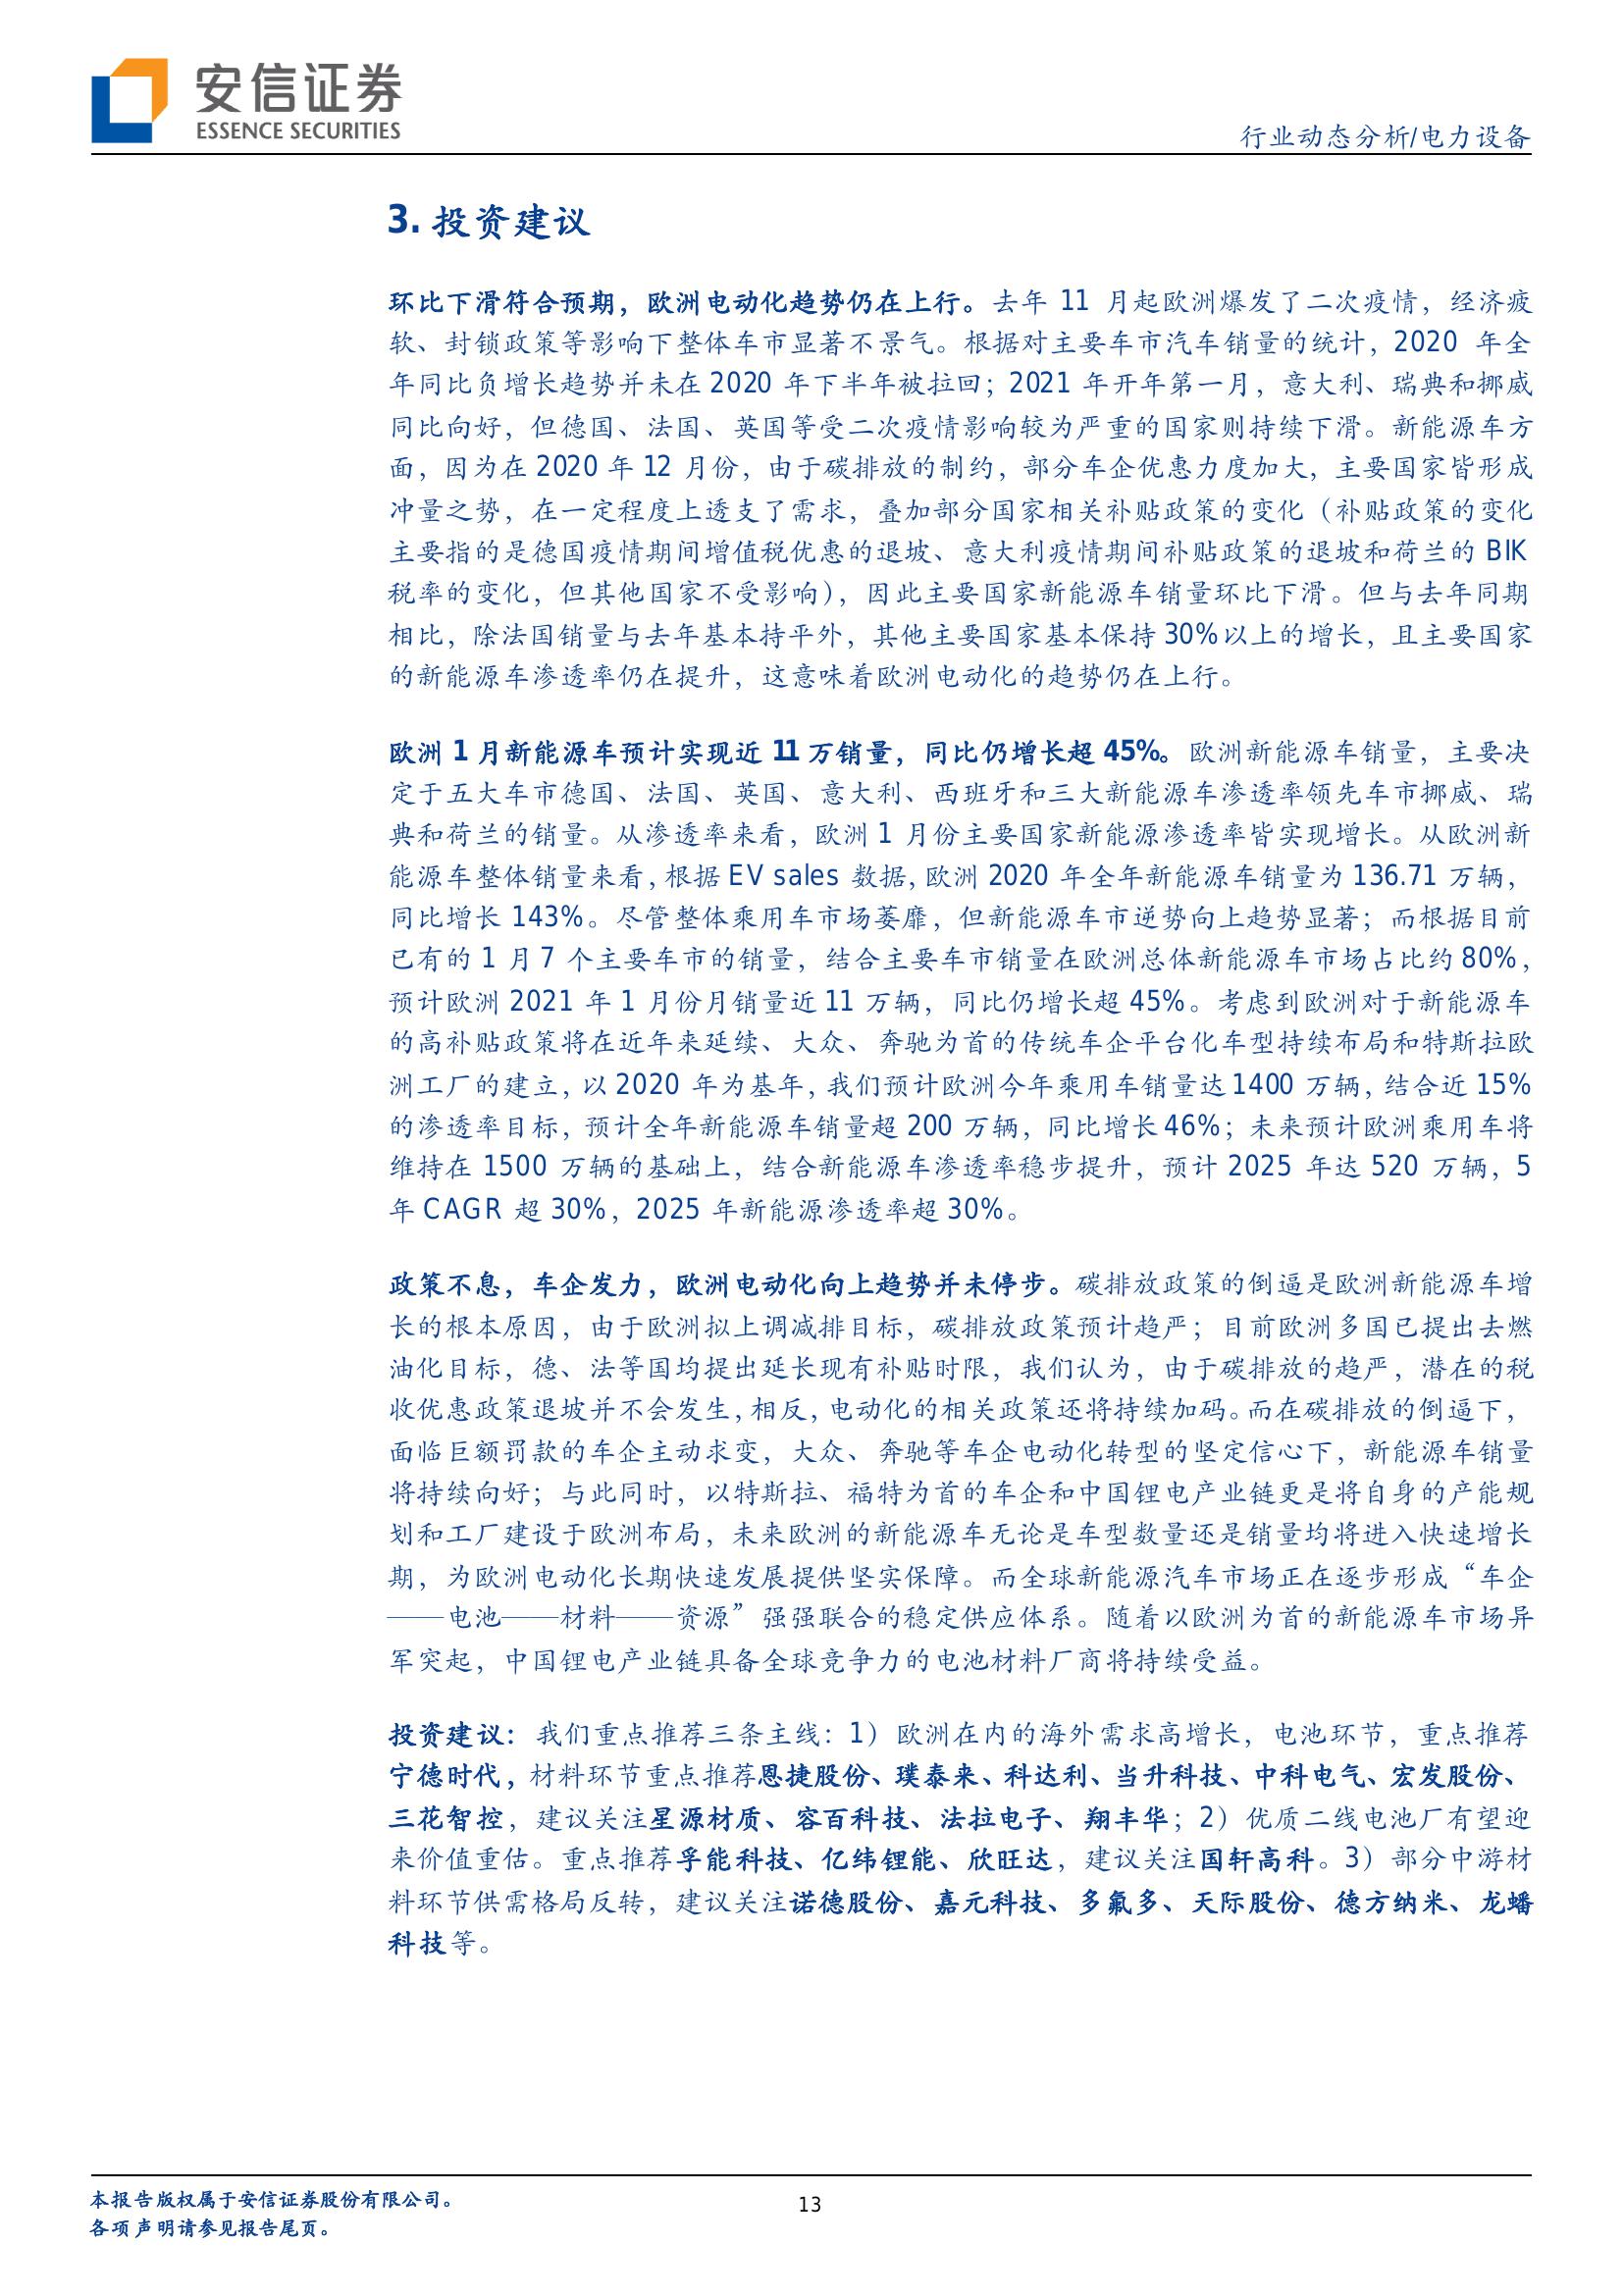 安信证券
ESSENCE SECURITIES
行业动态分析/电力设备
3. 投资建议
环比下滑符合预期，欧洲电动化趋势仍在上行。去年 11 月起欧洲爆发了二次疫情，经济疲
软、封锁政策等影响下整体车市显著不景气。根据对主要车市汽车销量的统计，2020 年全
年同比负增长趋势并未在 2020 年下半年被拉回；2021 年开年第一月，意大利、瑞典和挪威
同比向好，但德国、法国、英国等受二次疫情影响较为严重的国家则持续下滑。新能源车方
面，因为在 2020 年 12 月份，由于碳排放的制约，部分车企优惠力度加大，主要国家皆形成
冲量之势，在一定程度上透支了需求，叠加部分国家相关补贴政策的变化（补贴政策的变化
主要指的是德国疫情期间增值税优惠的退坡、意大利疫情期间补贴政策的退坡和荷兰的 BIK
税率的变化，但其他国家不受影响），因此主要国家新能源车销量环比下滑。但与去年同期
相比，除法国销量与去年基本持平外，其他主要国家基本保持 30%以上的增长，且主要国家
的新能源车渗透率仍在提升，这意味着欧洲电动化的趋势仍在上行。
欧洲 1 月新能源车预计实现近 11 万销量，同比仍增长超 45%。欧洲新能源车销量，主要决
定于五大车市德国、法国、英国、意大利、西班牙和三大新能源车渗透率领先车市挪威、瑞
典和荷兰的销量。从渗透率来看，欧洲 1 月份主要国家新能源渗透率皆实现增长。从欧洲新
能源车整体销量来看，根据 EV sales 数据，欧洲 2020 年全年新能源车销量为 136.71 万辆，
同比增长 143%。尽管整体乘用车市场萎靡，但新能源车市逆势向上趋势显著；而根据目前
已有的 1 月 7 个主要车市的销量，结合主要车市销量在欧洲总体新能源车市场占比约 80%，
预计欧洲 2021 年 1 月份月销量近 11 万辆，同比仍增长超 45%。考虑到欧洲对于新能源车
的高补贴政策将在近年来延续、大众、奔驰为首的传统车企平台化车型持续布局和特斯拉欧
洲工厂的建立，以 2020 年为基年，我们预计欧洲今年乘用车销量达 1400 万辆，结合近 15%
的渗透率目标，预计全年新能源车销量超 200 万辆，同比增长 46%；未来预计欧洲乘用车将
维持在 1500 万辆的基础上，结合新能源车渗透率稳步提升，预计 2025 年达 520 万辆，5
年 CAGR 超 30%，2025 年新能源渗透率超 30%。
政策不息，车企发力，欧洲电动化向上趋势并未停步。碳排放政策的倒逼是欧洲新能源车增
长的根本原因，由于欧洲拟上调减排目标，碳排放政策预计趋严；目前欧洲多国已提出去燃
油化目标，德、法等国均提出延长现有补贴时限，我们认为，由于碳排放的趋严，潜在的税
收优惠政策退坡并不会发生，相反，电动化的相关政策还将持续加码。而在碳排放的倒逼下，
面临巨额罚款的车企主动求变，大众、奔驰等车企电动化转型的坚定信心下，新能源车销量
将持续向好；与此同时，以特斯拉、福特为首的车企和中国锂电产业链更是将自身的产能规
划和工厂建设于欧洲布局，未来欧洲的新能源车无论是车型数量还是销量均将进入快速增长
期，为欧洲电动化长期快速发展提供坚实保障。而全球新能源汽车市场正在逐步形成“车企
——电池——材料——资源”强强联合的稳定供应体系。随着以欧洲为首的新能源车市场异
军突起，中国锂电产业链具备全球竞争力的电池材料厂商将持续受益。
投资建议：我们重点推荐三条主线：1）欧洲在内的海外需求高增长，电池环节，重点推荐
宁德时代，材料环节重点推荐恩捷股份、璞泰来、科达利、当升科技、中科电气、宏发股份、
三花智控，建议关注星源材质、容百科技、法拉电子、翔丰华；2）优质二线电池厂有望迎
来价值重估。重点推荐孚能科技、亿纬锂能、欣旺达，建议关注国轩高科。3）部分中游材
料环节供需格局反转，建议关注诺德股份、嘉元科技、多氟多、天际股份、德方纳米、龙蟠
科技等。
本报告版权属于安信证券股份有限公司。
各项声明请参见报告尾页。
13